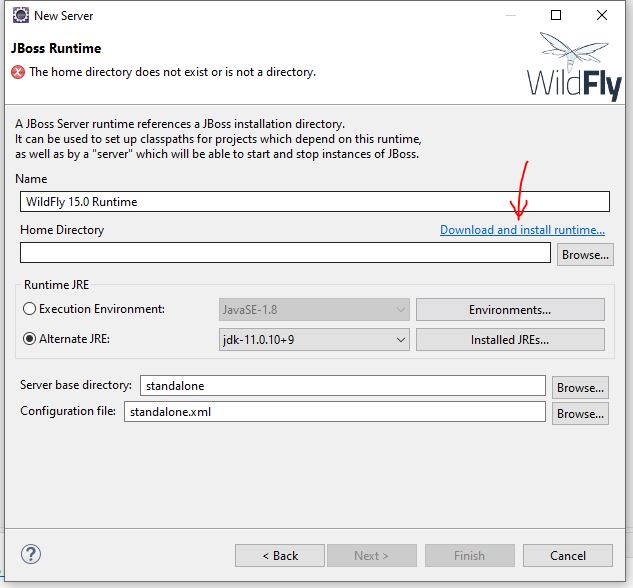 New Server
JBoss Runtime
The home directory does not exist or is not a directory.
WildFly
A JBoss Server runtime references a JBoss installation directory.
It can be used to set up classpaths for projects which depend on this runtime,
as well as by a "server" which will be able to start and stop instances of JBoss.
Name
WildFly 15.0 Runtime
Home Directory
Download and install runtime...
Browse...
Runtime JRE
Execution Environment:
JavaSE-1.8
Environments...
Alternate JRE:
jdk-11.0.10+9
Installed JREs...
Server base directory:
standalone
Browse...
Configuration file:
standalone.xml
Browse...
?
< Back
Next >
Finish
Cancel